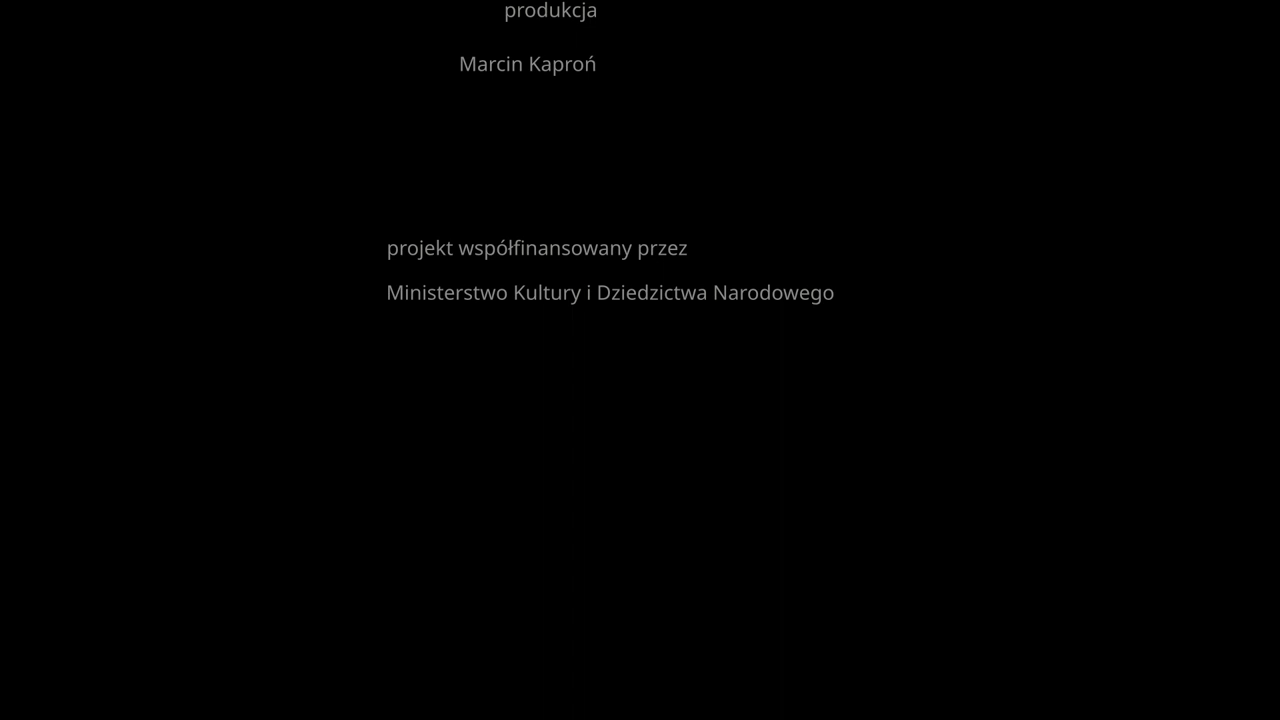 produkcja
Marcin Kaproń
projekt współfinansowany przez
Ministerstwo Kultury i Dziedzictwa Narodowego